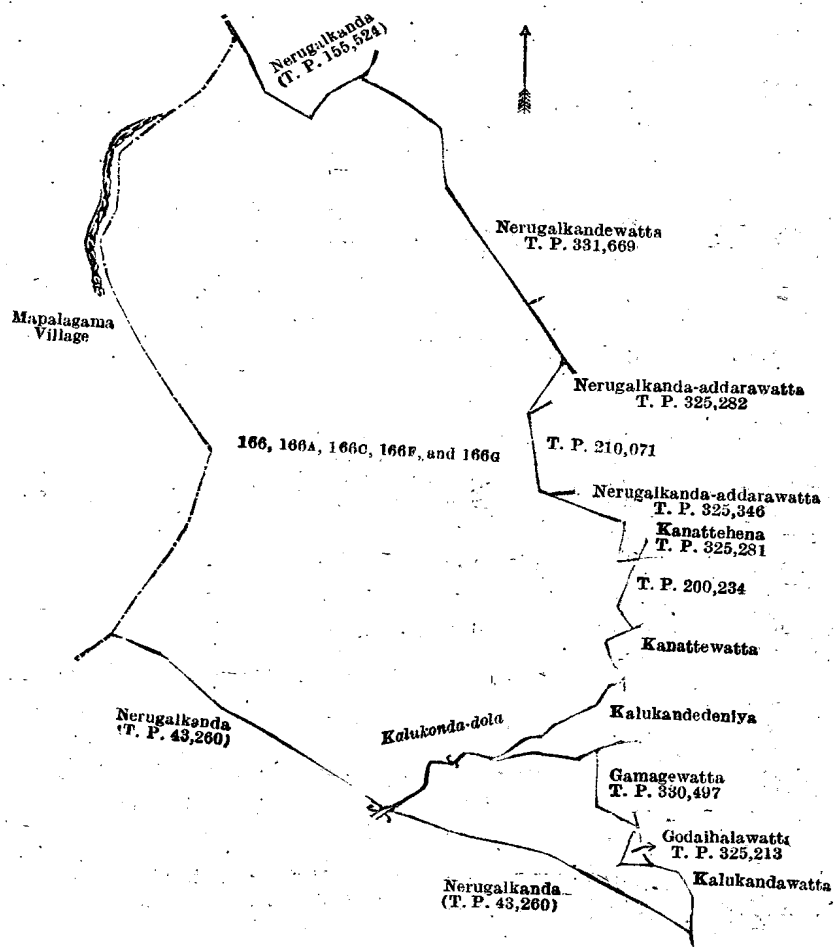 Nerugalkanda
(T. P. 155,524)
Nerugalkandewatta
T. P. 331,669
Mapalagama
Village
Nerugalkanda-addarawatta
T. P. 325,282
166, 166A, 166C, 166F, and 166G
T. P. 210,071
Nerugalkanda-addarawatta
T. P. 325,346
Kanattehena
T. P. 325,281
T. P. 200,234
Kanattewatta
Nerugalkanda
(T. P. 43,260)
Kalukonda-dola
Kalukandedeniya
Gamagewatta
T. P. 330,497
Godaihalawatta
T. P. 325,213
Kalukandawatta
Nerugalkanda
(T. P. 43,260)